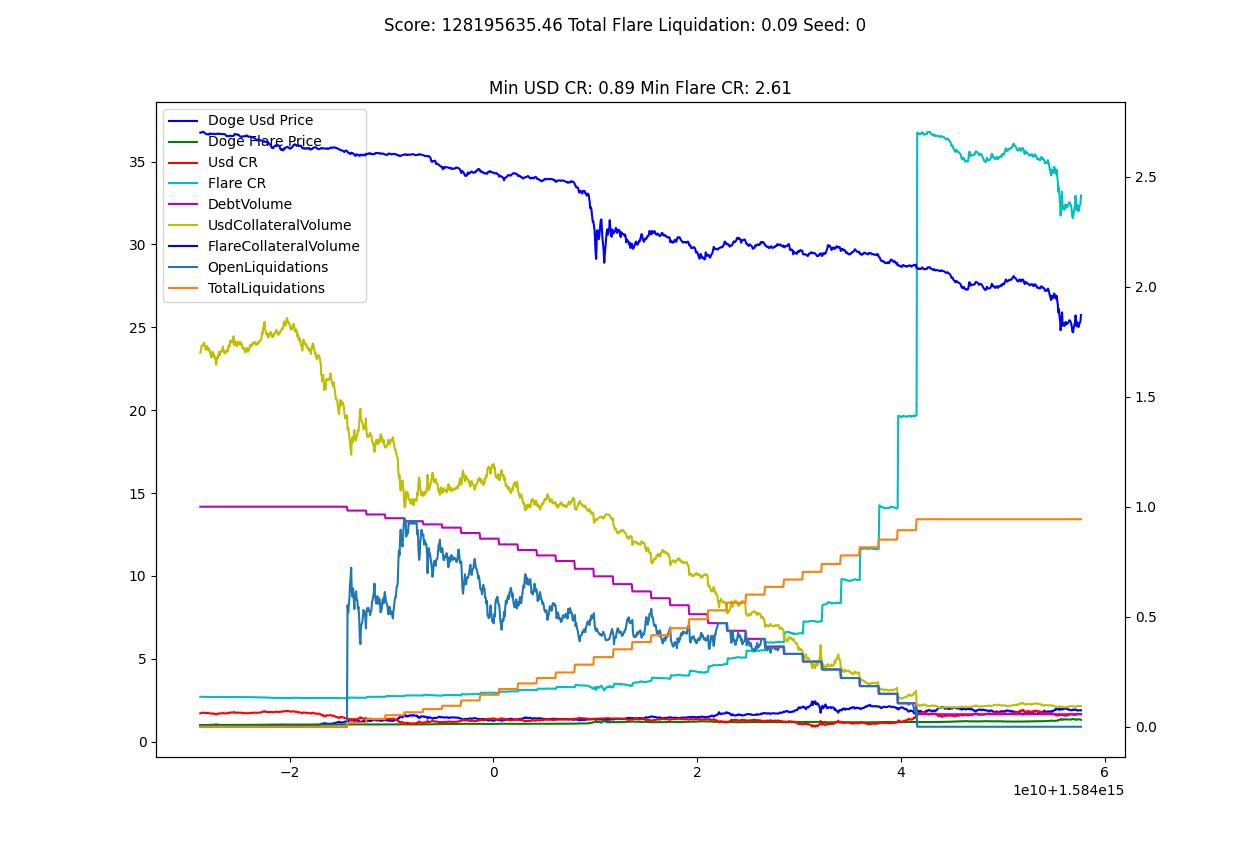 Score: 128195635.46 Total Flare Liquidation: 0.09 Seed: 0
Min USD CR: 0.89 Min Flare CR: 2.61
Doge Usd Price
Doge Flare Price
Usd CR
Flare CR
DebtVolume
UsdCollateralVolume
FlareCollateralVolume
OpenLiquidations
TotalLiquidations
35
30
25
20
15
10
5
0
2.5
2.0
1.5
1.0
0.5
0.0
−2
0
2
4
6
1e10+1.584e15